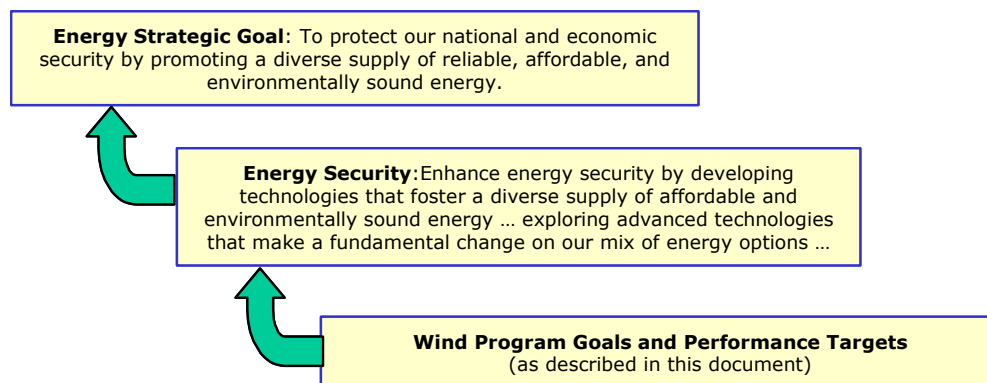 Energy Strategic Goal: To protect our national and economic
security by promoting a diverse supply of reliable, affordable, and
environmentally sound energy.
Energy Security:Enhance energy security by developing
technologies that foster a diverse supply of affordable and
environmentally sound energy … exploring advanced technologies
that make a fundamental change on our mix of energy options …
Wind Program Goals and Performance Targets
(as described in this document)